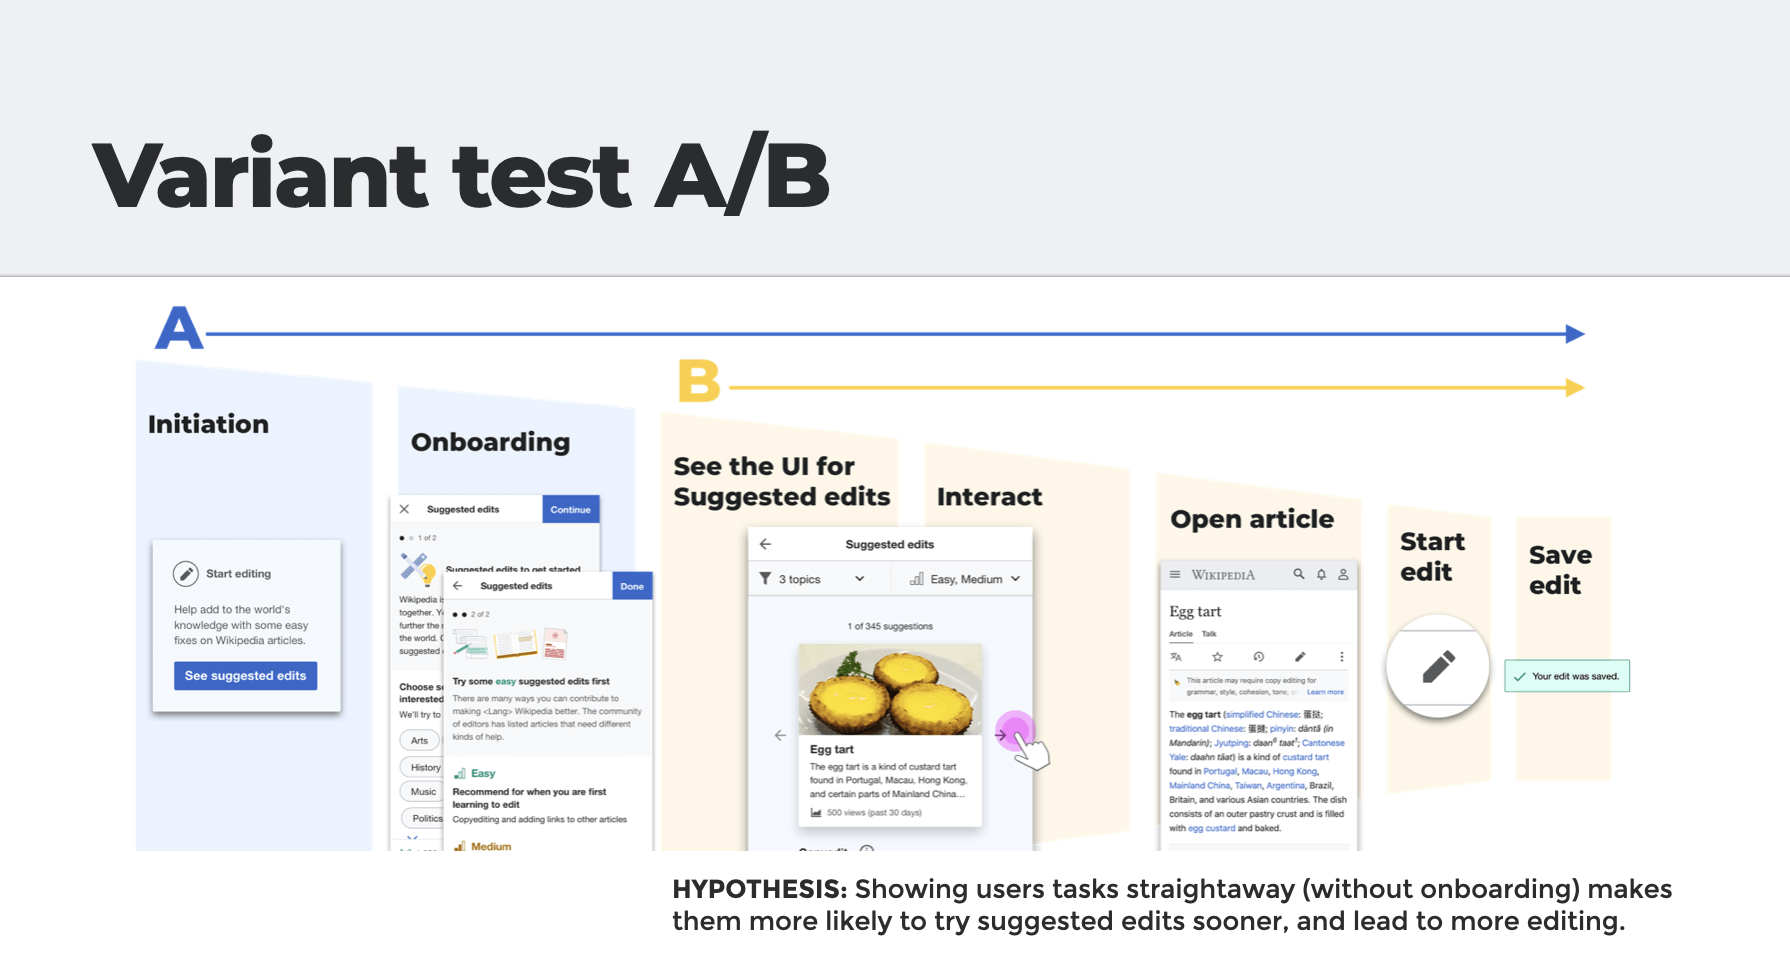 Variant test A/B
A
B
Initiation
Start editing
Help add to the world's
knowledge with some easy
fixes on Wikipedia articles.
See suggested edits
Onboarding
Suggested edits
Continue
1 of 2
Suggested edits to get started
Wikipedia is
together. Y
further the
the world.
suggested
Choose
interested
We'll try to
Arts
History
Music
Politics
Suggested edits
Done
2 of 2
Try some easy suggested edits first
There are many ways you can contribute to
making <Lang> Wikipedia better. The community
of editors has listed articles that need different
kinds of help.
Easy
Recommend for when you are first
learning to edit
Copyediting and adding links to other articles
Medium
See the UI for
Suggested edits
Interact
Suggested edits
3 topics
Easy, Medium
1 of 345 suggestions
Egg tart
The egg tart is a kind of custard tart
found in Portugal, Macau, Hong Kong,
and certain parts of Mainland China...
500 views (past 30 days)
Open article
WIKIPEDIA
Egg tart
Article Talk
This article may require copy editing for
grammar, style, cohesion, tone, o
Learn more
The egg tart (simplified Chinese: 蛋挞;
traditional Chinese: 蛋撻; pinyin: dàntà (in
Mandarin); Jyutping: daan⁶ taat¹; Cantonese
Yale: daahn tāat) is a kind of custard tart
found in Portugal, Macau, Hong Kong,
Mainland China, Taiwan, Argentina, Brazil,
Britain, and various Asian countries. The dish
consists of an outer pastry crust and is filled
with egg custard and baked.
Start
edit
Save
edit
Your edit was saved.
HYPOTHESIS: Showing users tasks straightaway (without onboarding) makes
them more likely to try suggested edits sooner, and lead to more editing.